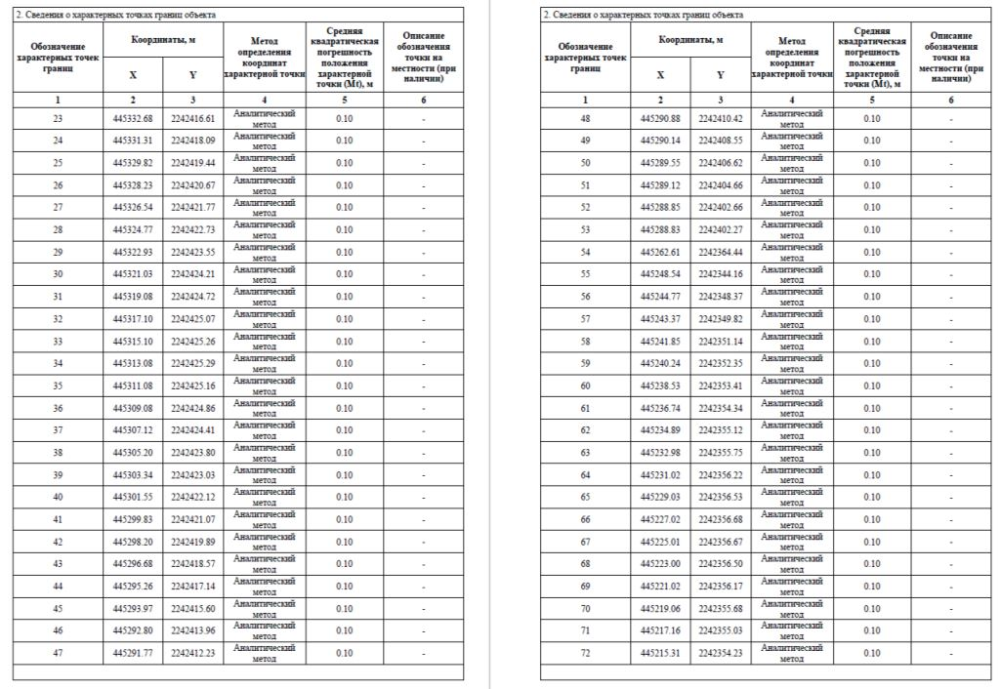 2. Сведения о характерных точках границ объекта
Обозначение характерных точек границ | Координаты, м | Метод определения координат характерной точки | Средняя квадратическая погрешность положения характерной точки (Mt), м | Описание обозначения точки на местности (при наличии)
X | Y
1 | 2 | 3 | 4 | 5 | 6
23 | 445332.68 | 2242416.61 | Аналитический метод | 0.10 | -
24 | 445331.31 | 2242418.09 | Аналитический метод | 0.10 | -
25 | 445329.82 | 2242419.44 | Аналитический метод | 0.10 | -
26 | 445328.23 | 2242420.67 | Аналитический метод | 0.10 | -
27 | 445326.54 | 2242421.77 | Аналитический метод | 0.10 | -
28 | 445324.77 | 2242422.73 | Аналитический метод | 0.10 | -
29 | 445322.93 | 2242423.55 | Аналитический метод | 0.10 | -
30 | 445321.03 | 2242424.21 | Аналитический метод | 0.10 | -
31 | 445319.08 | 2242424.72 | Аналитический метод | 0.10 | -
32 | 445317.10 | 2242425.07 | Аналитический метод | 0.10 | -
33 | 445315.10 | 2242425.26 | Аналитический метод | 0.10 | -
34 | 445313.08 | 2242425.29 | Аналитический метод | 0.10 | -
35 | 445311.08 | 2242425.16 | Аналитический метод | 0.10 | -
36 | 445309.08 | 2242424.86 | Аналитический метод | 0.10 | -
37 | 445307.12 | 2242424.41 | Аналитический метод | 0.10 | -
38 | 445305.20 | 2242423.80 | Аналитический метод | 0.10 | -
39 | 445303.34 | 2242423.03 | Аналитический метод | 0.10 | -
40 | 445301.55 | 2242422.12 | Аналитический метод | 0.10 | -
41 | 445299.83 | 2242421.07 | Аналитический метод | 0.10 | -
42 | 445298.20 | 2242419.89 | Аналитический метод | 0.10 | -
43 | 445296.68 | 2242418.57 | Аналитический метод | 0.10 | -
44 | 445295.26 | 2242417.14 | Аналитический метод | 0.10 | -
45 | 445293.97 | 2242415.60 | Аналитический метод | 0.10 | -
46 | 445292.80 | 2242413.96 | Аналитический метод | 0.10 | -
47 | 445291.77 | 2242412.23 | Аналитический метод | 0.10 | -
2. Сведения о характерных точках границ объекта
Обозначение характерных точек границ | Координаты, м | Метод определения координат характерной точки | Средняя квадратическая погрешность положения характерной точки (Mt), м | Описание обозначения точки на местности (при наличии)
X | Y
1 | 2 | 3 | 4 | 5 | 6
48 | 445290.88 | 2242410.42 | Аналитический метод | 0.10 | -
49 | 445290.14 | 2242408.55 | Аналитический метод | 0.10 | -
50 | 445289.55 | 2242406.62 | Аналитический метод | 0.10 | -
51 | 445289.12 | 2242404.66 | Аналитический метод | 0.10 | -
52 | 445288.85 | 2242402.66 | Аналитический метод | 0.10 | -
53 | 445288.83 | 2242402.27 | Аналитический метод | 0.10 | -
54 | 445262.61 | 2242364.44 | Аналитический метод | 0.10 | -
55 | 445248.54 | 2242344.16 | Аналитический метод | 0.10 | -
56 | 445244.77 | 2242348.37 | Аналитический метод | 0.10 | -
57 | 445243.37 | 2242349.82 | Аналитический метод | 0.10 | -
58 | 445241.85 | 2242351.14 | Аналитический метод | 0.10 | -
59 | 445240.24 | 2242352.35 | Аналитический метод | 0.10 | -
60 | 445238.53 | 2242353.41 | Аналитический метод | 0.10 | -
61 | 445236.74 | 2242354.34 | Аналитический метод | 0.10 | -
62 | 445234.89 | 2242355.12 | Аналитический метод | 0.10 | -
63 | 445232.98 | 2242355.75 | Аналитический метод | 0.10 | -
64 | 445231.02 | 2242356.22 | Аналитический метод | 0.10 | -
65 | 445229.03 | 2242356.53 | Аналитический метод | 0.10 | -
66 | 445227.02 | 2242356.68 | Аналитический метод | 0.10 | -
67 | 445225.01 | 2242356.67 | Аналитический метод | 0.10 | -
68 | 445223.00 | 2242356.50 | Аналитический метод | 0.10 | -
69 | 445221.02 | 2242356.17 | Аналитический метод | 0.10 | -
70 | 445219.06 | 2242355.68 | Аналитический метод | 0.10 | -
71 | 445217.16 | 2242355.03 | Аналитический метод | 0.10 | -
72 | 445215.31 | 2242354.23 | Аналитический метод | 0.10 | -